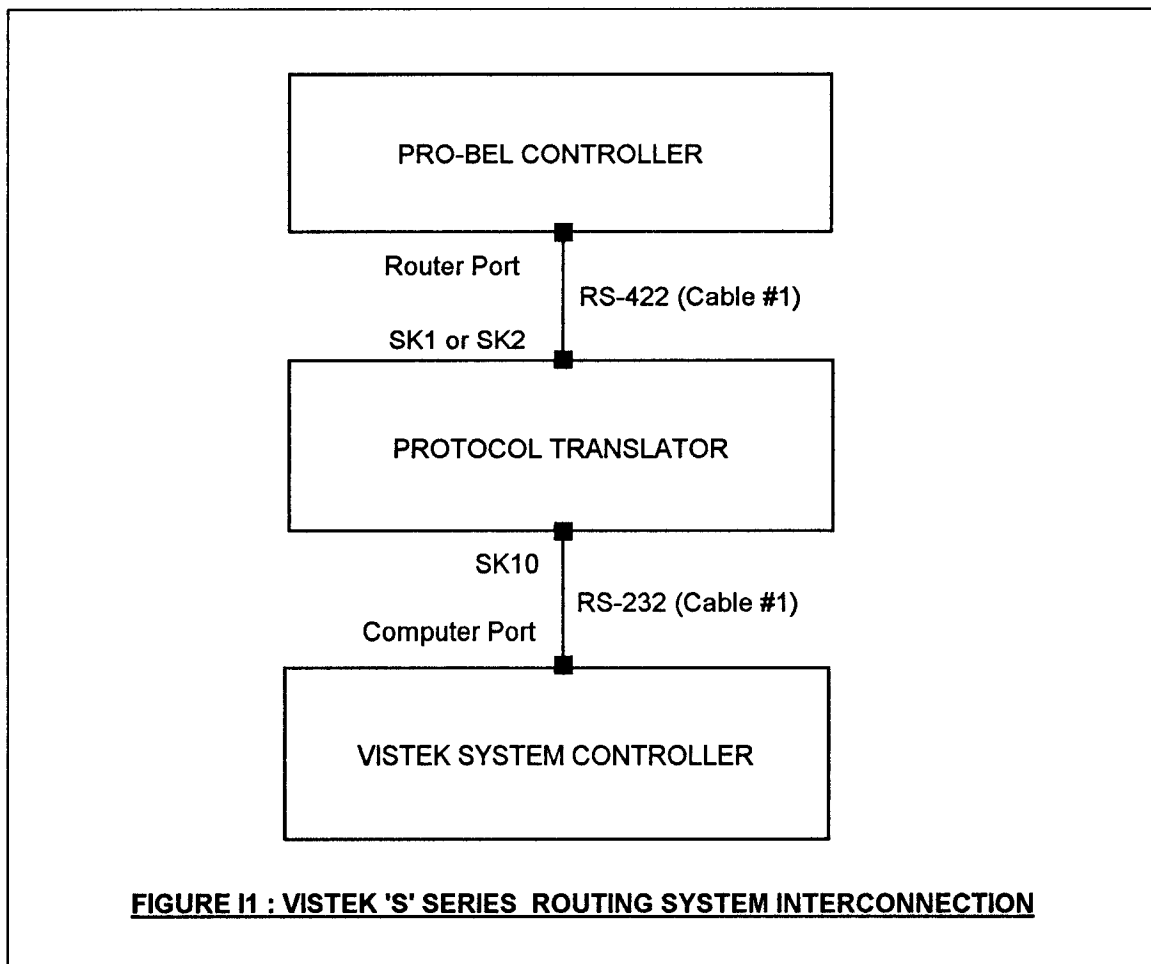 PRO-BEL CONTROLLER
Router Port
RS-422 (Cable #1)
SK1 or SK2
PROTOCOL TRANSLATOR
SK10
RS-232 (Cable #1)
Computer Port
VISTEK SYSTEM CONTROLLER
FIGURE I1 : VISTEK 'S' SERIES ROUTING SYSTEM INTERCONNECTION